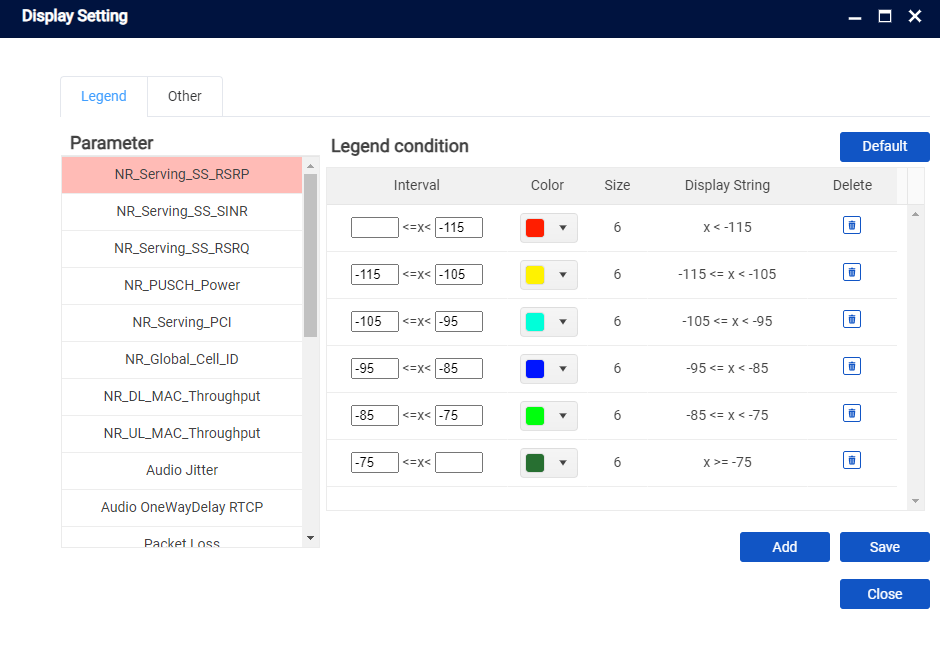 Display Setting
Legend Other
Parameter
NR_Serving_SS_RSRP
NR_Serving_SS_SINR
NR_Serving_SS_RSRQ
NR_PUSCH_Power
NR_Serving_PCI
NR_Global_Cell_ID
NR_DL_MAC_Throughput
NR_UL_MAC_Throughput
Audio Jitter
Audio OneWayDelay RTCP
Packet Loss
Legend condition Default
Interval Color Size Display String Delete
<=x< -115 6 x < -115
-115 <=x< -105 6 -115 <= x < -105
-105 <=x< -95 6 -105 <= x < -95
-95 <=x< -85 6 -95 <= x < -85
-85 <=x< -75 6 -85 <= x < -75
-75 <=x< 6 x >= -75
Add Save
Close